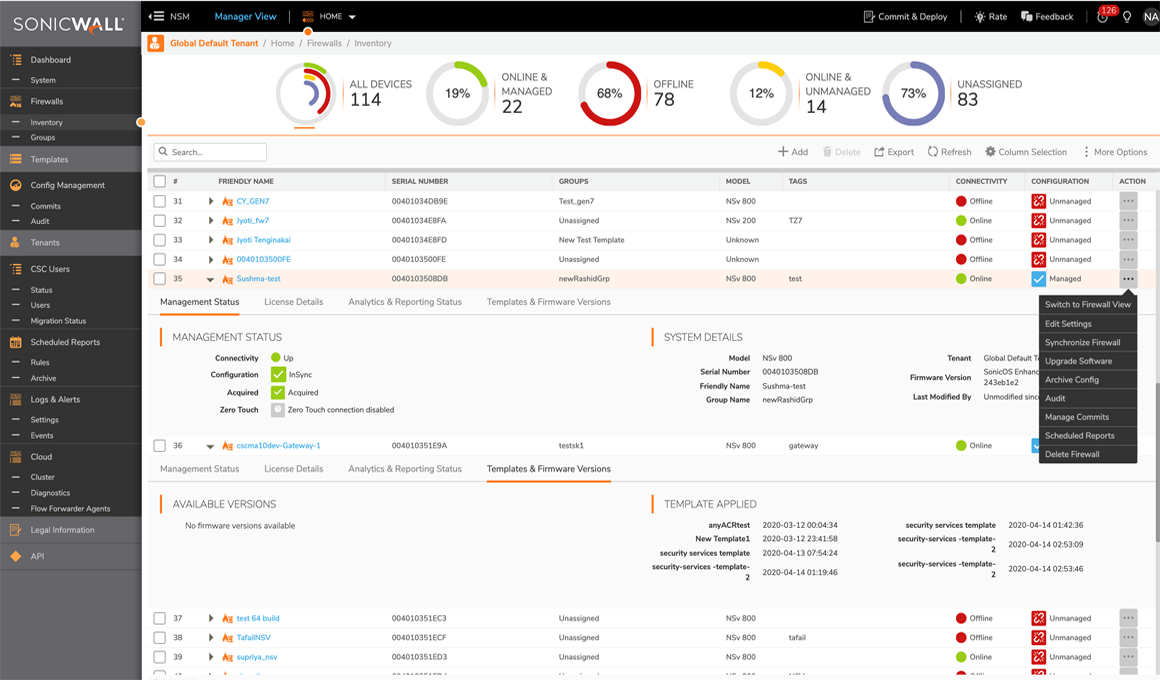 SONICWALL
NSM Manager View HOME Commit & Deploy Rate Feedback 126 NA
Global Default Tenant / Home / Firewalls / Inventory
Dashboard
System
Firewalls
Inventory
Groups
Templates
Config Management
Commits
Audit
Tenants
CSC Users
Status
Users
Migration Status
Scheduled Reports
Rules
Archive
Logs & Alerts
Settings
Events
Cloud
Cluster
Diagnostics
Flow Forwarder Agents
Legal Information
API
ALL DEVICES
114
19%
ONLINE &
MANAGED
22
68%
OFFLINE
78
12%
ONLINE &
UNMANAGED
14
73%
UNASSIGNED
83
Search... Add Delete Export Refresh Column Selection More Options
# FRIENDLY NAME SERIAL NUMBER GROUPS MODEL TAGS CONNECTIVITY CONFIGURATION ACTION
31 CY_GEN7 00401034DB9E Test_gen7 NSv 800 Offline Unmanaged
32 Jyoti_fw7 00401034E8FA Unassigned NSv 200 TZ7 Online Unmanaged
33 Jyoti Tenginakai 00401034E8FD New Test Template Unknown Offline Unmanaged
34 0040103500FE 0040103500FE Unassigned Unknown Offline Unmanaged
35 Sushma-test 0040103508DB newRashidGrp NSv 800 test Online Managed
Management Status License Details Analytics & Reporting Status Templates & Firmware Versions
MANAGEMENT STATUS
Connectivity Up
Configuration InSync
Acquired Acquired
Zero Touch Zero Touch connection disabled
SYSTEM DETAILS
Model NSv 800
Serial Number 0040103508DB
Friendly Name Sushma-test
Group Name newRashidGrp
Tenant Global Default T
Firmware Version SonicOS Enhanc
243eb1e2
Last Modified By Unmodified sinc
Switch to Firewall View
Edit Settings
Synchronize Firewall
Upgrade Software
Archive Config
Audit
Manage Commits
Scheduled Reports
Delete Firewall
36 cscma10dev-Gateway-1 004010351E9A testsk1 NSv 800 gateway Online
Management Status License Details Analytics & Reporting Status Templates & Firmware Versions
AVAILABLE VERSIONS
No firmware versions available
TEMPLATE APPLIED
anyACRtest 2020-03-12 00:04:34
New Template1 2020-03-12 23:41:58
security services template 2020-04-13 07:54:24
security-services -template-
2 2020-04-14 01:19:46
security services template 2020-04-14 01:42:36
security-services -template-
2 2020-04-14 02:53:09
security-services -template-
2 2020-04-14 02:53:46
37 test 64 build 004010351EC3 Unassigned NSv 800 Offline Unmanaged
38 TafailNSV 004010351ECF Unassigned NSv 800 tafail Offline Unmanaged
39 supriya_nsv 004010351ED3 Unassigned NSv 800 Online Unmanaged